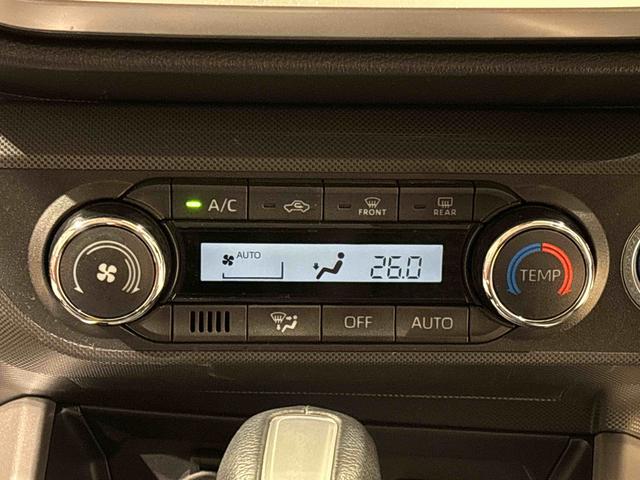 A/C
FRONT
REAR
AUTO
26.0
TEMP
OFF
AUTO